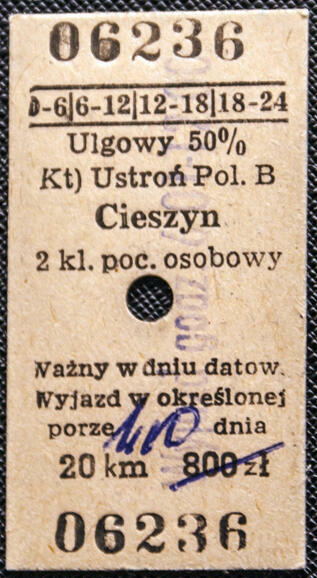 06236
0-6|6-12|12-18|18-24
Ulgowy 50%
Kt) Ustroń Pol. B
Cieszyn
2 kl. poc. osobowy
Ważny w dniu datow.
Wyjazd w określonej
porze 400 dnia
20 km 800 zł
06236